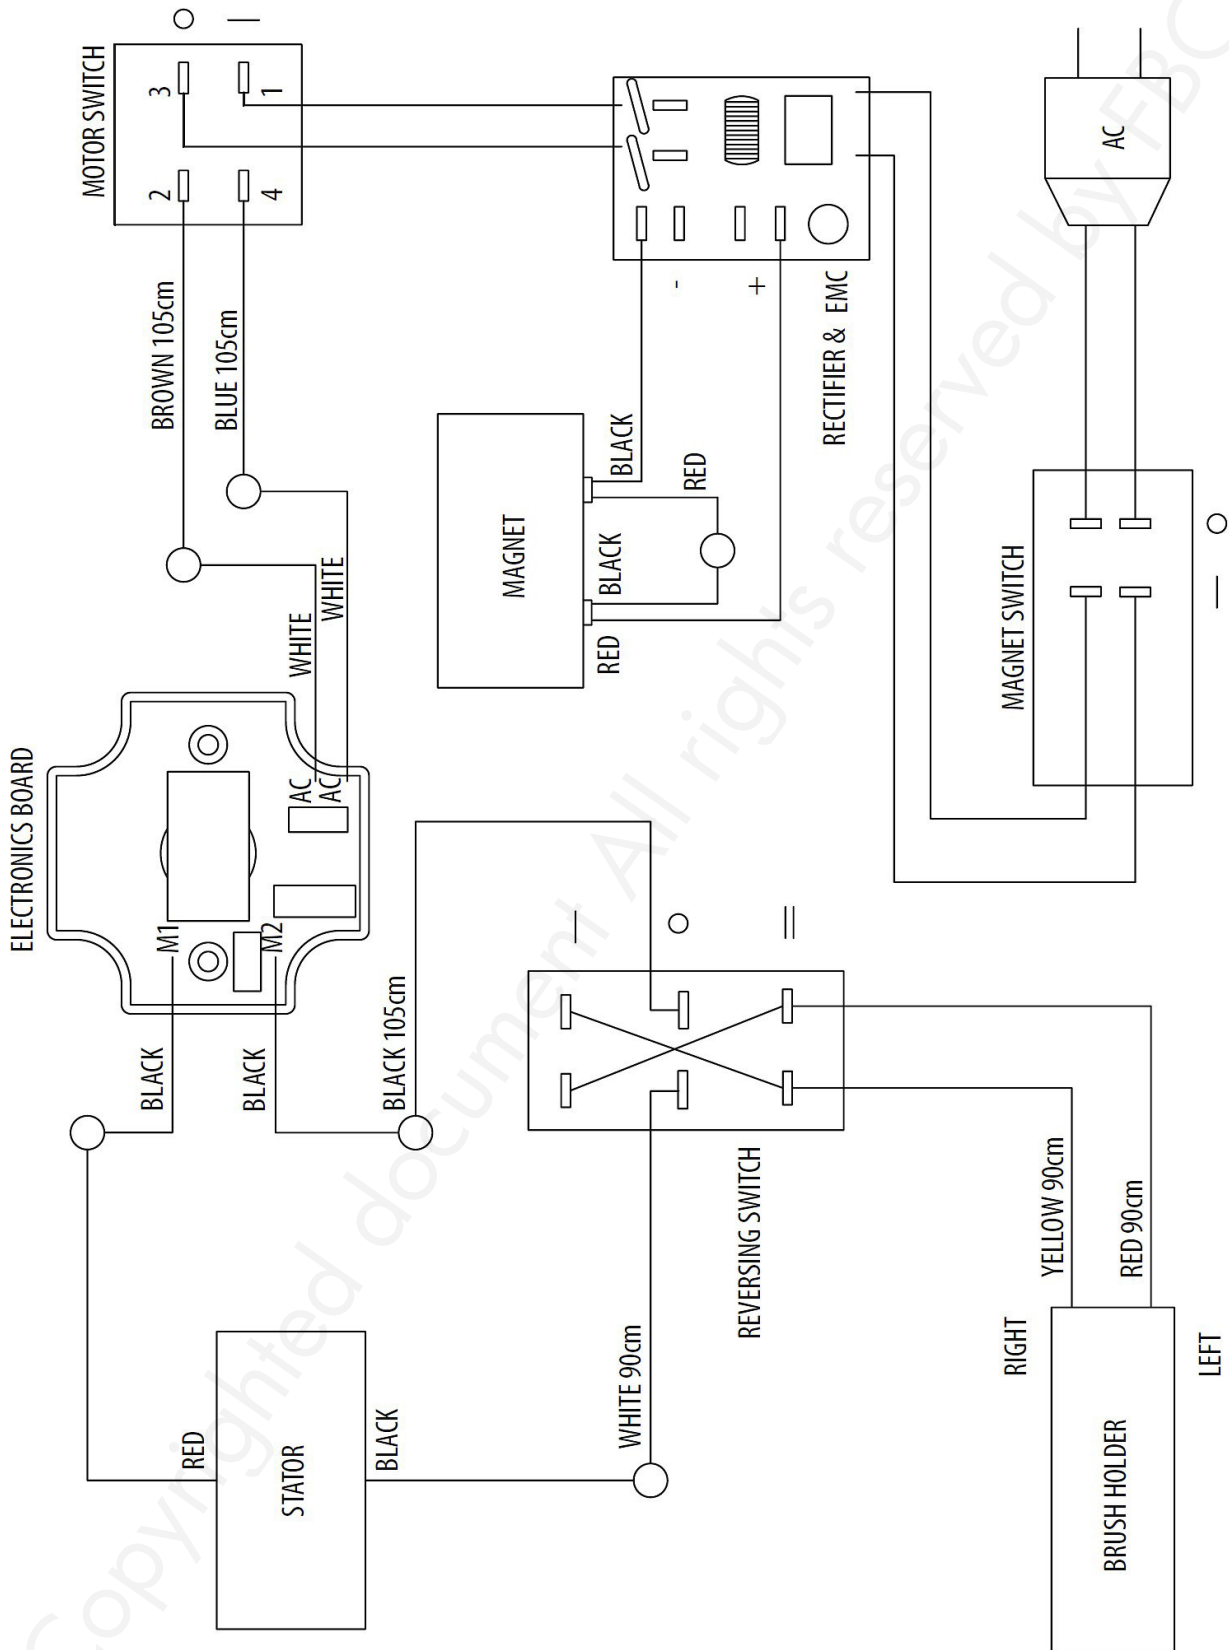 ELECTRONICS BOARD
MOTOR SWITCH
3
1
2
4
BROWN 105cm
BLUE 105cm
WHITE
WHITE
AC
AC
M1
M2
BLACK
BLACK
BLACK 105cm
RED
STATOR
BLACK
WHITE 90cm
MAGNET
BLACK
RED
BLACK
RED
-
+
RECTIFIER & EMC
AC
MAGNET SWITCH
REVERSING SWITCH
YELLOW 90cm
RED 90cm
RIGHT
BRUSH HOLDER
LEFT
Copyrighted document All rights reserved by FBC